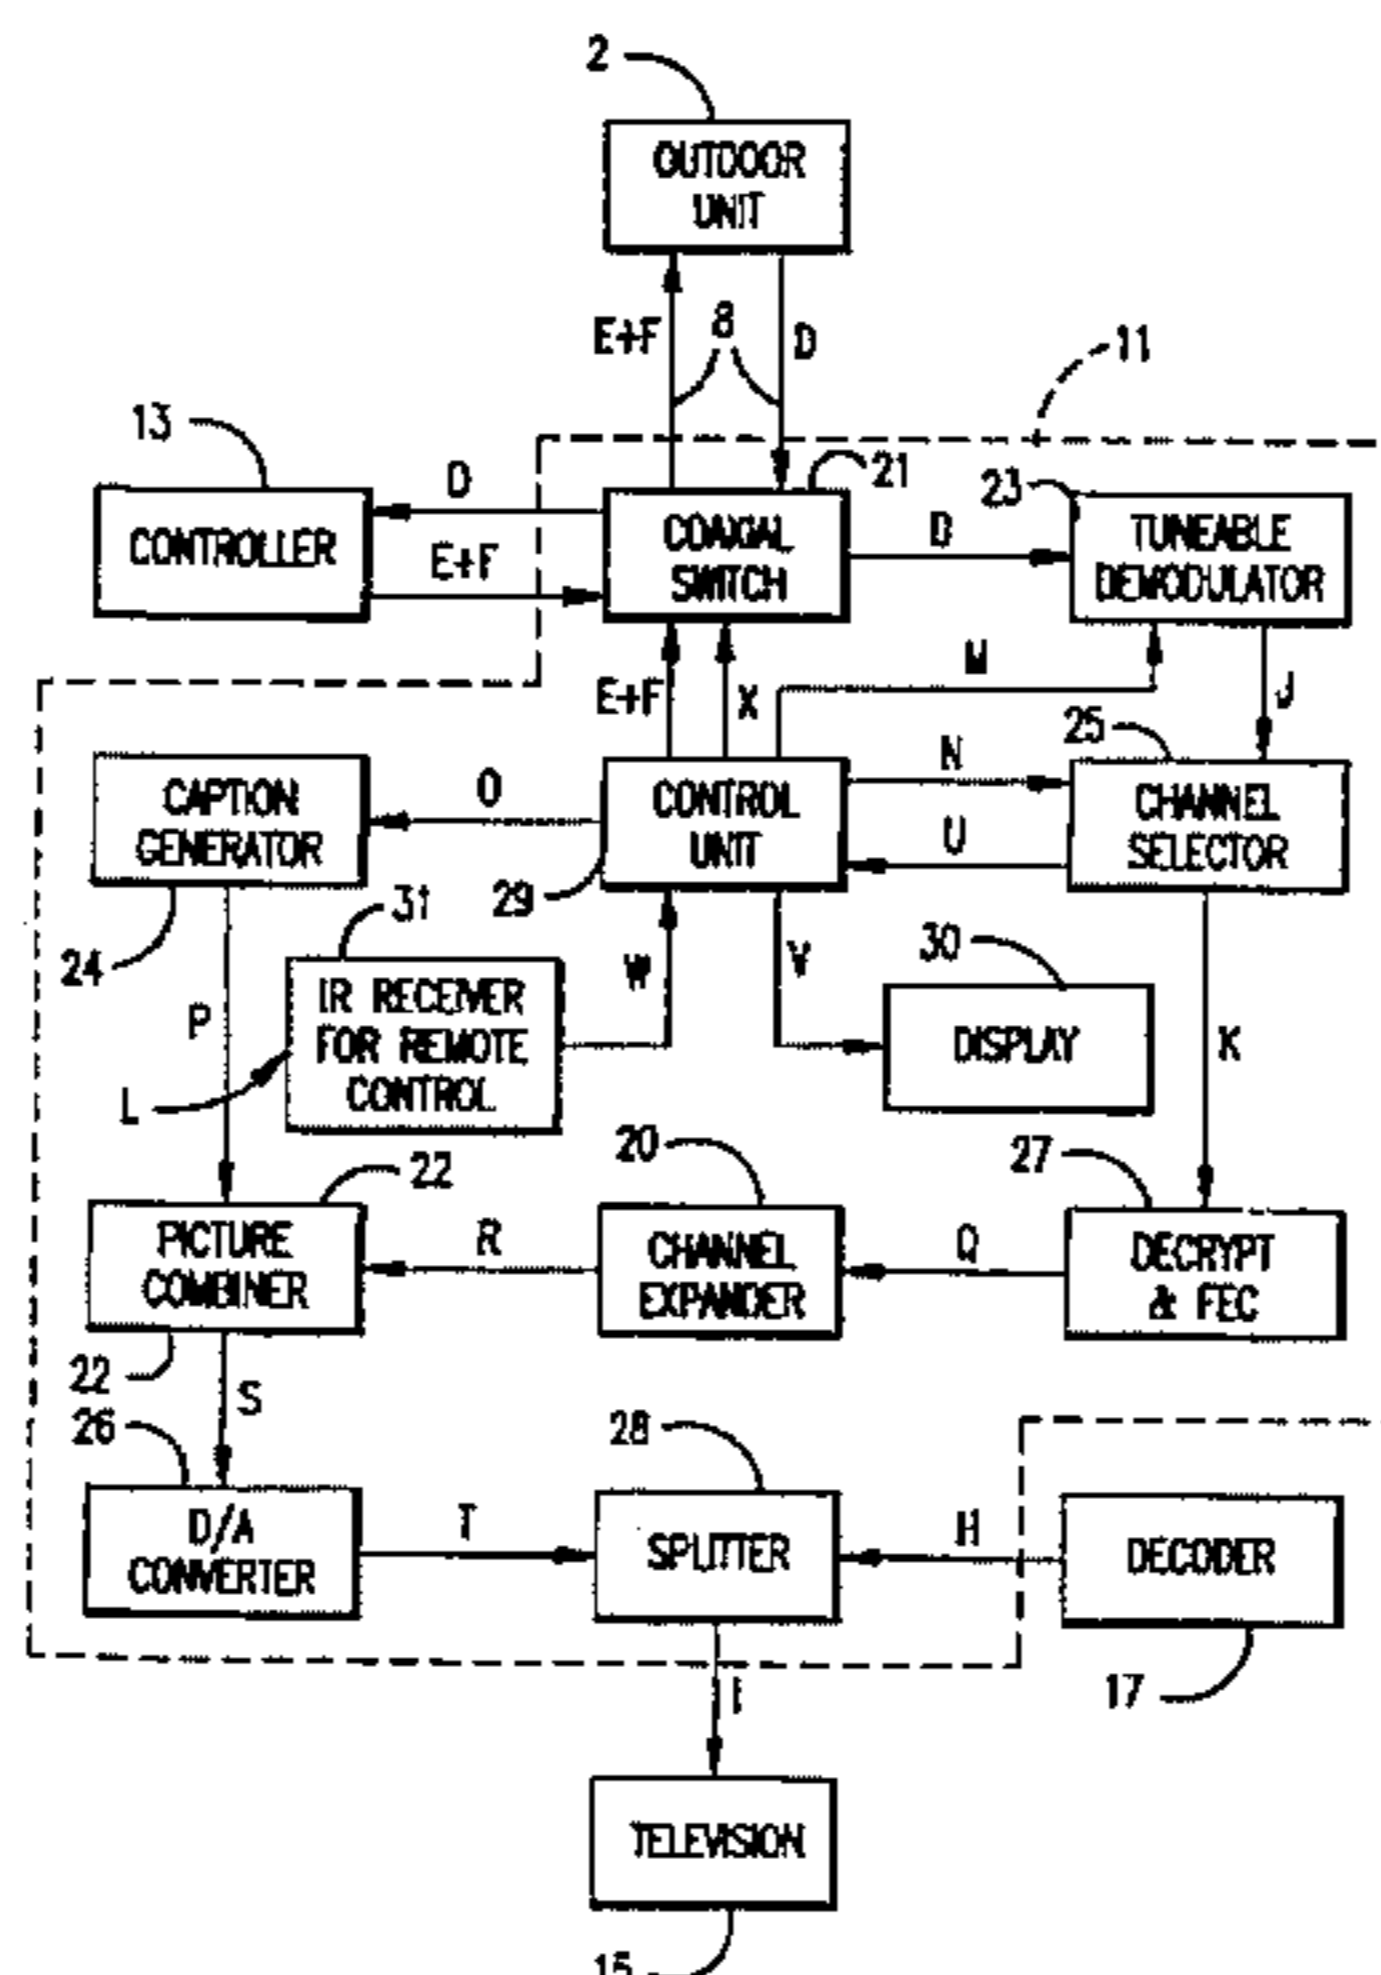 2
OUTDOOR
UNIT
E+F
8
D
11
13
21
23
CONTROLLER
D
E+F
COAXIAL
SWITCH
D
TUNEABLE
DEMODULATOR
E+F
X
M
J
25
CAPTION
GENERATOR
O
CONTROL
UNIT
N
U
CHANNEL
SELECTOR
29
24
31
P
IR RECEIVER
FOR REMOTE
CONTROL
L
W
V
30
DISPLAY
K
22
20
27
PICTURE
COMBINER
R
CHANNEL
EXPANDER
Q
DECRYPT
& FEC
22
S
26
28
D/A
CONVERTER
T
SPLITTER
H
DECODER
17
I
TELEVISION